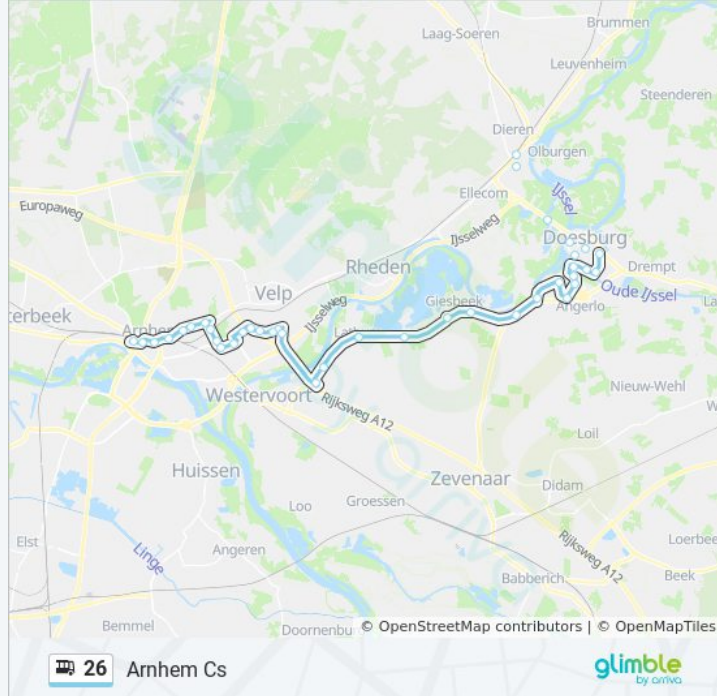 Brummen
Laag-Soeren
Leuvenheim
Steenderen
Dieren
Olburgen
Ellecom
IJssel
Europaweg
IJsselweg
Doesburg
Rheden
Drempt
Velp
IJsselweg
Giesbeek
Oude IJssel
Angerlo
terbeek
Arnhem
Lath
Westervoort
Rijksweg A12
Nieuw-Wehl
Loil
Huissen
Zevenaar
Didam
Groessen
Loo
Rijksweg A12
Loerbee
Elst
Linge
Angeren
Babberich
Beek
Bemmel
Doornenbu
© OpenStreetMap contributors | © OpenMapTiles
26 Arnhem Cs
glimble
by arriva